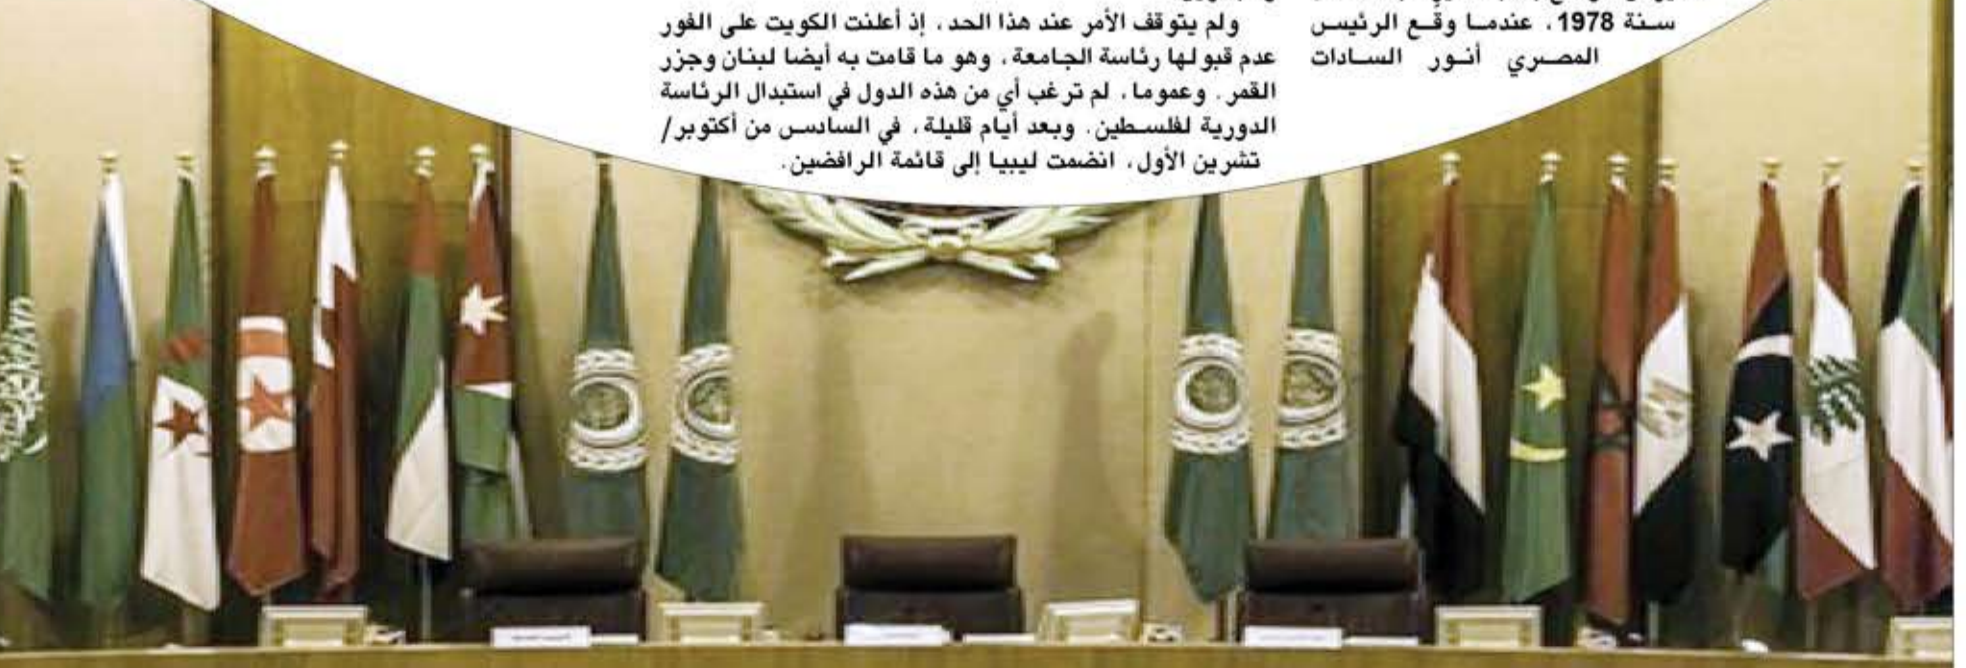 سنة 1978، عندما وقع الرئيس
المصري أنور السادات
ولم يتوقف الأمر عند هذا الحد، إذ أعلنت الكويت على الفور
عدم قبولها رئاسة الجامعة، وهو ما قامت به أيضا لبنان وجزر
القمر. وعموما، لم ترغب أي من هذه الدول في استبدال الرئاسة
الدورية لفلسطين. وبعد أيام قليلة، في السادس من أكتوبر/
تشرين الأول، انضمت ليبيا إلى قائمة الرافضين.